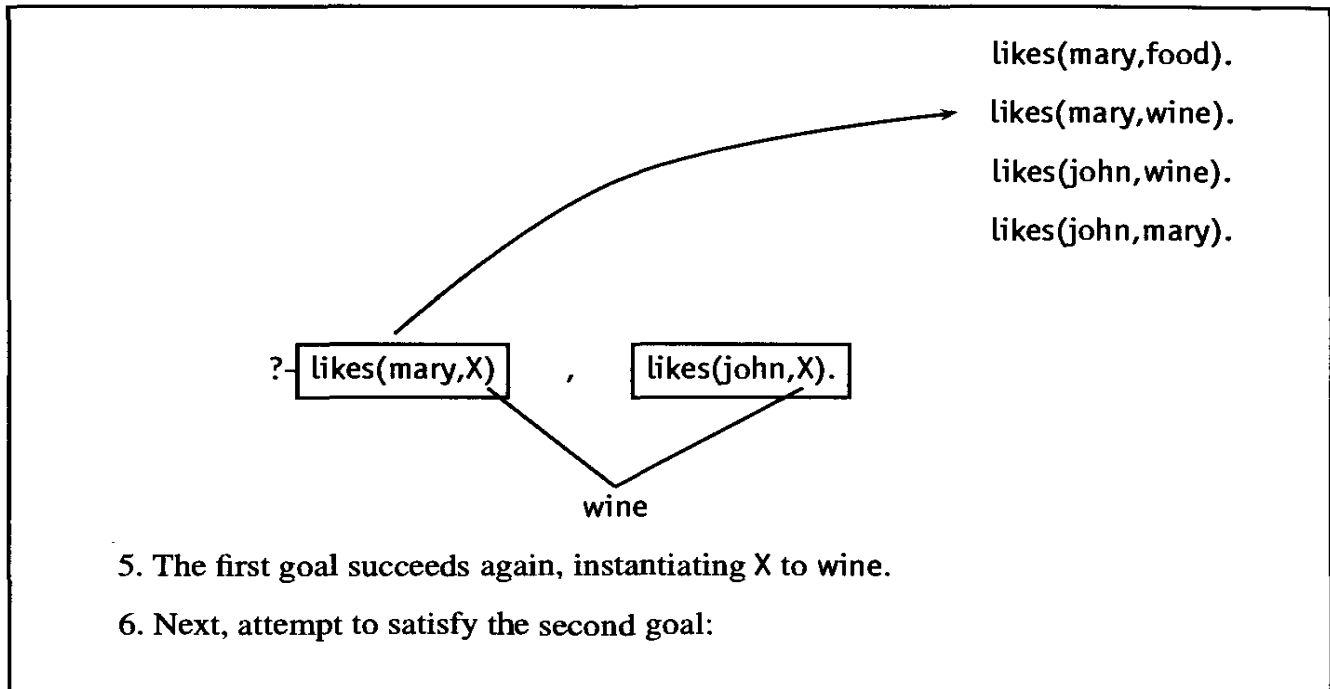 likes(mary,food).
likes(mary,wine).
likes(john,wine).
likes(john,mary).
?- likes(mary,X) , likes(john,X).
wine
5. The first goal succeeds again, instantiating X to wine.
6. Next, attempt to satisfy the second goal: